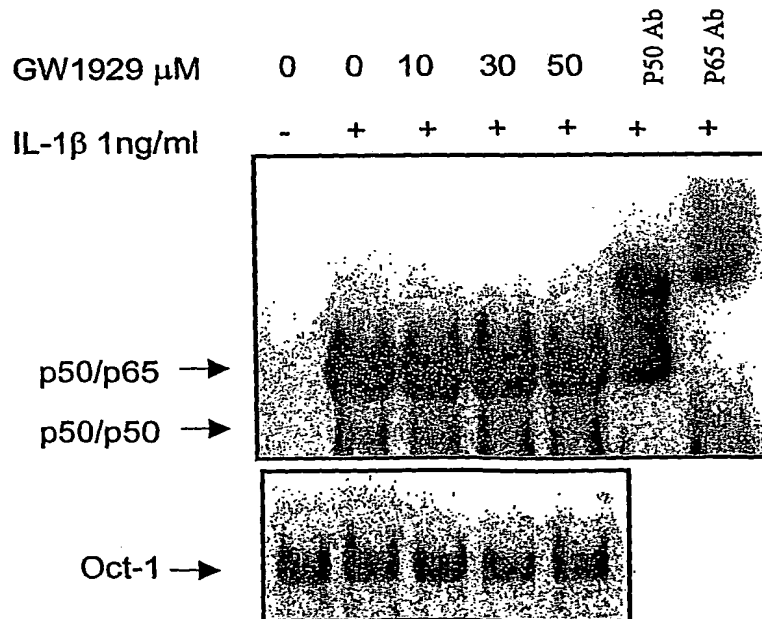 GW1929 μM 0 0 10 30 50 P50 Ab P65 Ab
IL-1β 1ng/ml - + + + + + +
p50/p65
p50/p50
Oct-1